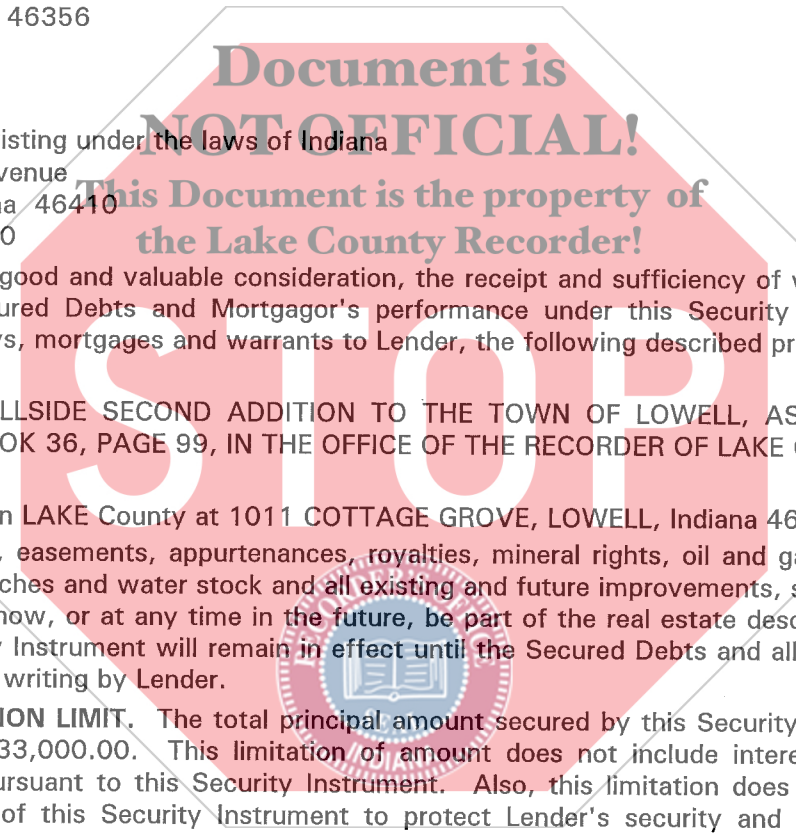 46356
Document is
NOT OFFICIAL!
isting under the laws of Indiana
venue
This Document is the property of
na 46410
0
the Lake County Recorder!
good and valuable consideration, the receipt and sufficiency of
ured Debts and Mortgagor's performance under this Security
ys, mortgages and warrants to Lender, the following described pr
STOP
LLSIDE SECOND ADDITION TO THE TOWN OF LOWELL, AS
OK 36, PAGE 99, IN THE OFFICE OF THE RECORDER OF LAKE
n LAKE County at 1011 COTTAGE GROVE, LOWELL, Indiana 46
, easements, appurtenances, royalties, mineral rights, oil and ga
ches and water stock and all existing and future improvements, s
now, or at any time in the future, be part of the real estate desc
y Instrument will remain in effect until the Secured Debts and all
writing by Lender.
RECORDER'S OFFICE
SEAL
INDIANA
ION LIMIT. The total principal amount secured by this Security
33,000.00. This limitation of amount does not include intere
ursuant to this Security Instrument. Also, this limitation does
of this Security Instrument to protect Lender's security and